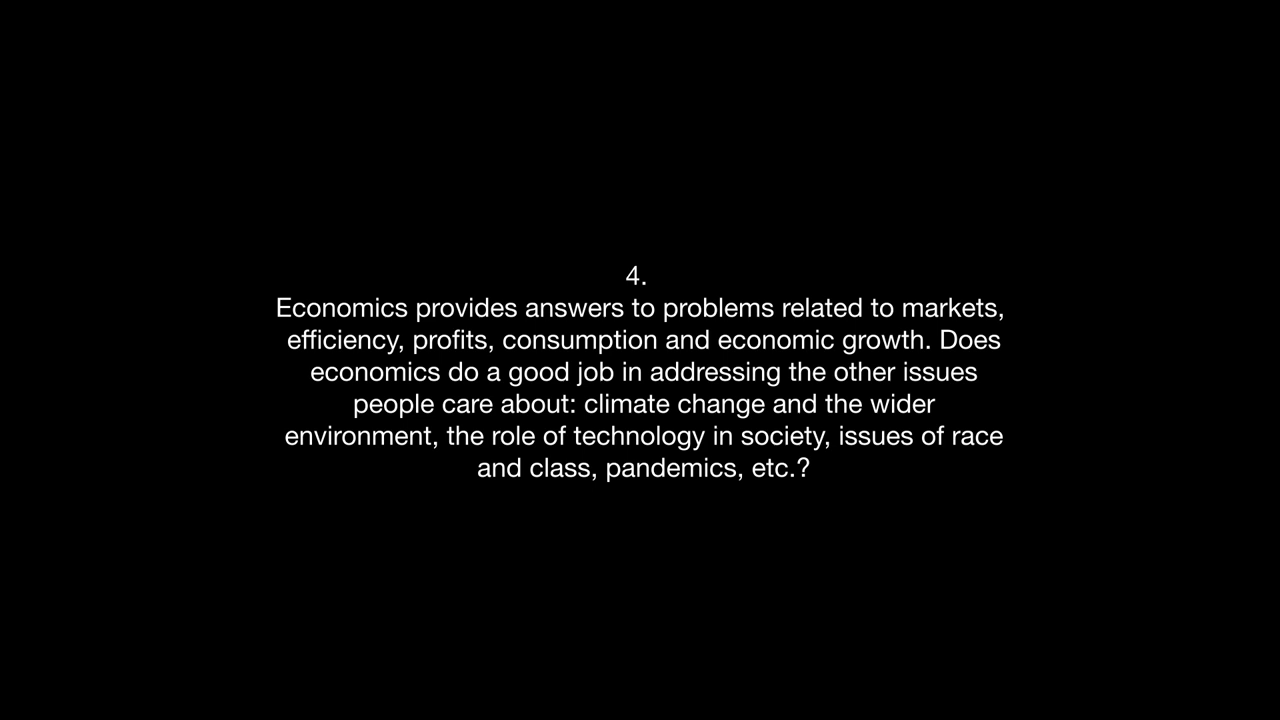 4.
Economics provides answers to problems related to markets,
efficiency, profits, consumption and economic growth. Does
economics do a good job in addressing the other issues
people care about: climate change and the wider
environment, the role of technology in society, issues of race
and class, pandemics, etc.?